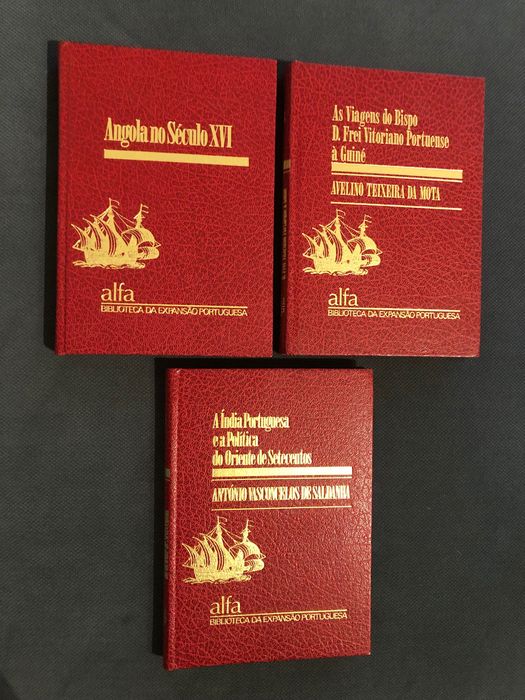 Angola no Século XVI
alfa
BIBLIOTECA DA EXPANSÃO PORTUGUESA
As Viagens do Bispo
D. Frei Vitoriano Portuense
à Guiné
AVELINO TEIXEIRA DA MOTA
alfa
BIBLIOTECA DA EXPANSÃO PORTUGUESA
A Índia Portuguesa
e a Política
do Oriente de Setecentos
ANTÓNIO VASCONCELOS DE SALDANHA
alfa
BIBLIOTECA DA EXPANSÃO PORTUGUESA